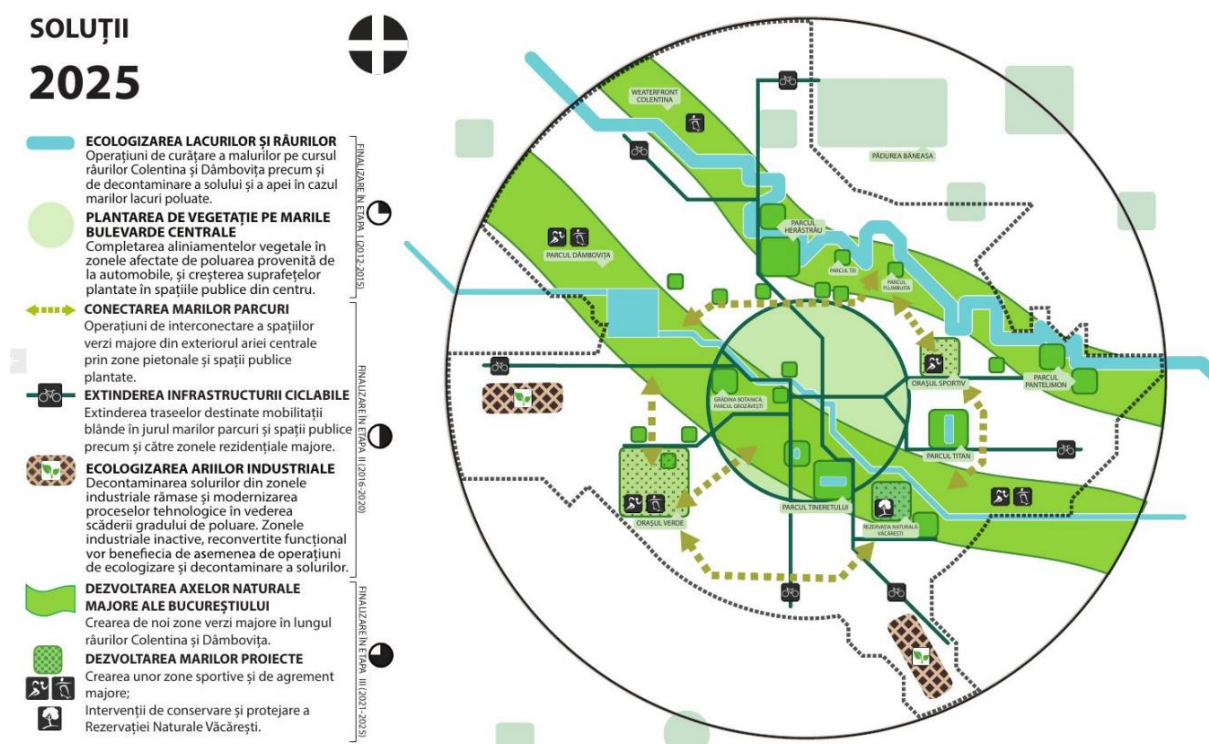 SOLUȚII
2025
ECOLOGIZAREA LACURILOR ȘI RÂURILOR
Operațiuni de curățare a malurilor pe cursul
râurilor Colentina și Dâmbovița precum și
de decontaminare a solului și a apei în cazul
marilor lacuri poluate.
PLANTAREA DE VEGETAȚIE PE MARILE
BULEVARDE CENTRALE
Completarea aliniamentelor vegetale în
zonele afectate de poluarea provenită de
la automobile, și creșterea suprafețelor
plantate în spațiile publice din centru.
FINALIZARE ÎN ETAPA I (2012-2015)
CONECTAREA MARILOR PARCURI
Operațiuni de interconectare a spațiilor
verzi majore din exteriorul ariei centrale
prin zone pietonale și spații publice
plantate.
EXTINDEREA INFRASTRUCTURII CICLABILE
Extinderea traseelor destinate mobilității
blânde în jurul marilor parcuri și spații publice
precum și către zonele rezidențiale majore.
ECOLOGIZAREA ARIILOR INDUSTRIALE
Decontaminarea solurilor din zonele
industriale rămase și modernizarea
proceselor tehnologice în vederea
scăderii gradului de poluare. Zonele
industriale inactive, reconvertite funcțional
vor benefiecia de asemenea de operațiuni
de ecologizare și decontaminare a solurilor.
FINALIZARE ÎN ETAPA II (2016-2020)
DEZVOLTAREA AXELOR NATURALE
MAJORE ALE BUCUREȘTIULUI
Crearea de noi zone verzi majore în lungul
râurilor Colentina și Dâmbovița.
DEZVOLTAREA MARILOR PROIECTE
Crearea unor zone sportive și de agrement
majore;
Intervenții de conservare și protejare a
Rezervației Naturale Văcărești.
FINALIZARE ÎN ETAPA III (2021-2025)
WEATERFRONT
COLENTINA
PĂDUREA BĂNEASA
PARCUL
HERĂSTRĂU
PARCUL DÂMBOVIȚA
PARCUL TEI
PARCUL
PLUMBUITA
ORAȘUL SPORTIV
PARCUL
PANTELIMON
GRĂDINA BOTANICĂ,
PARCUL GROZĂVEȘTI
PARCUL TITAN
ORAȘUL VERDE
PARCUL TINERETULUI
REZERVAȚIA NATURALĂ
VĂCĂREȘTI